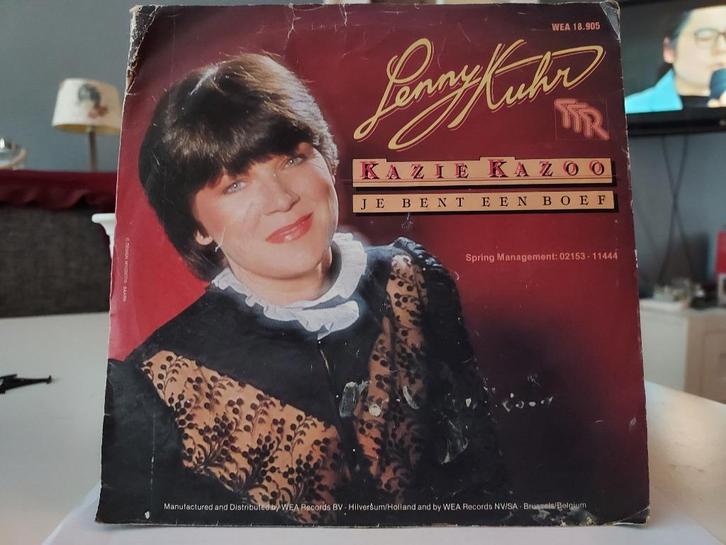 WEA 18.905
Lenny Kuhr
TTR
KAZIE KAZOO
JE BENT EEN BOEF
Spring Management: 02153 - 11444
Manufactured and Distributed by WEA Records BV - Hilversum/Holland and by WEA Records NV/SA - Brussels/Belgium